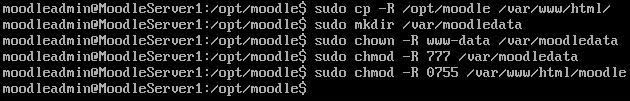 moodleadmin@MoodleServer1:/opt/moodle$ sudo cp -R /opt/moodle /var/www/html/
moodleadmin@MoodleServer1:/opt/moodle$ sudo mkdir /var/moodledata
moodleadmin@MoodleServer1:/opt/moodle$ sudo chown -R www-data /var/moodledata
moodleadmin@MoodleServer1:/opt/moodle$ sudo chmod -R 777 /var/moodledata
moodleadmin@MoodleServer1:/opt/moodle$ sudo chmod -R 0755 /var/www/html/moodle
moodleadmin@MoodleServer1:/opt/moodle$